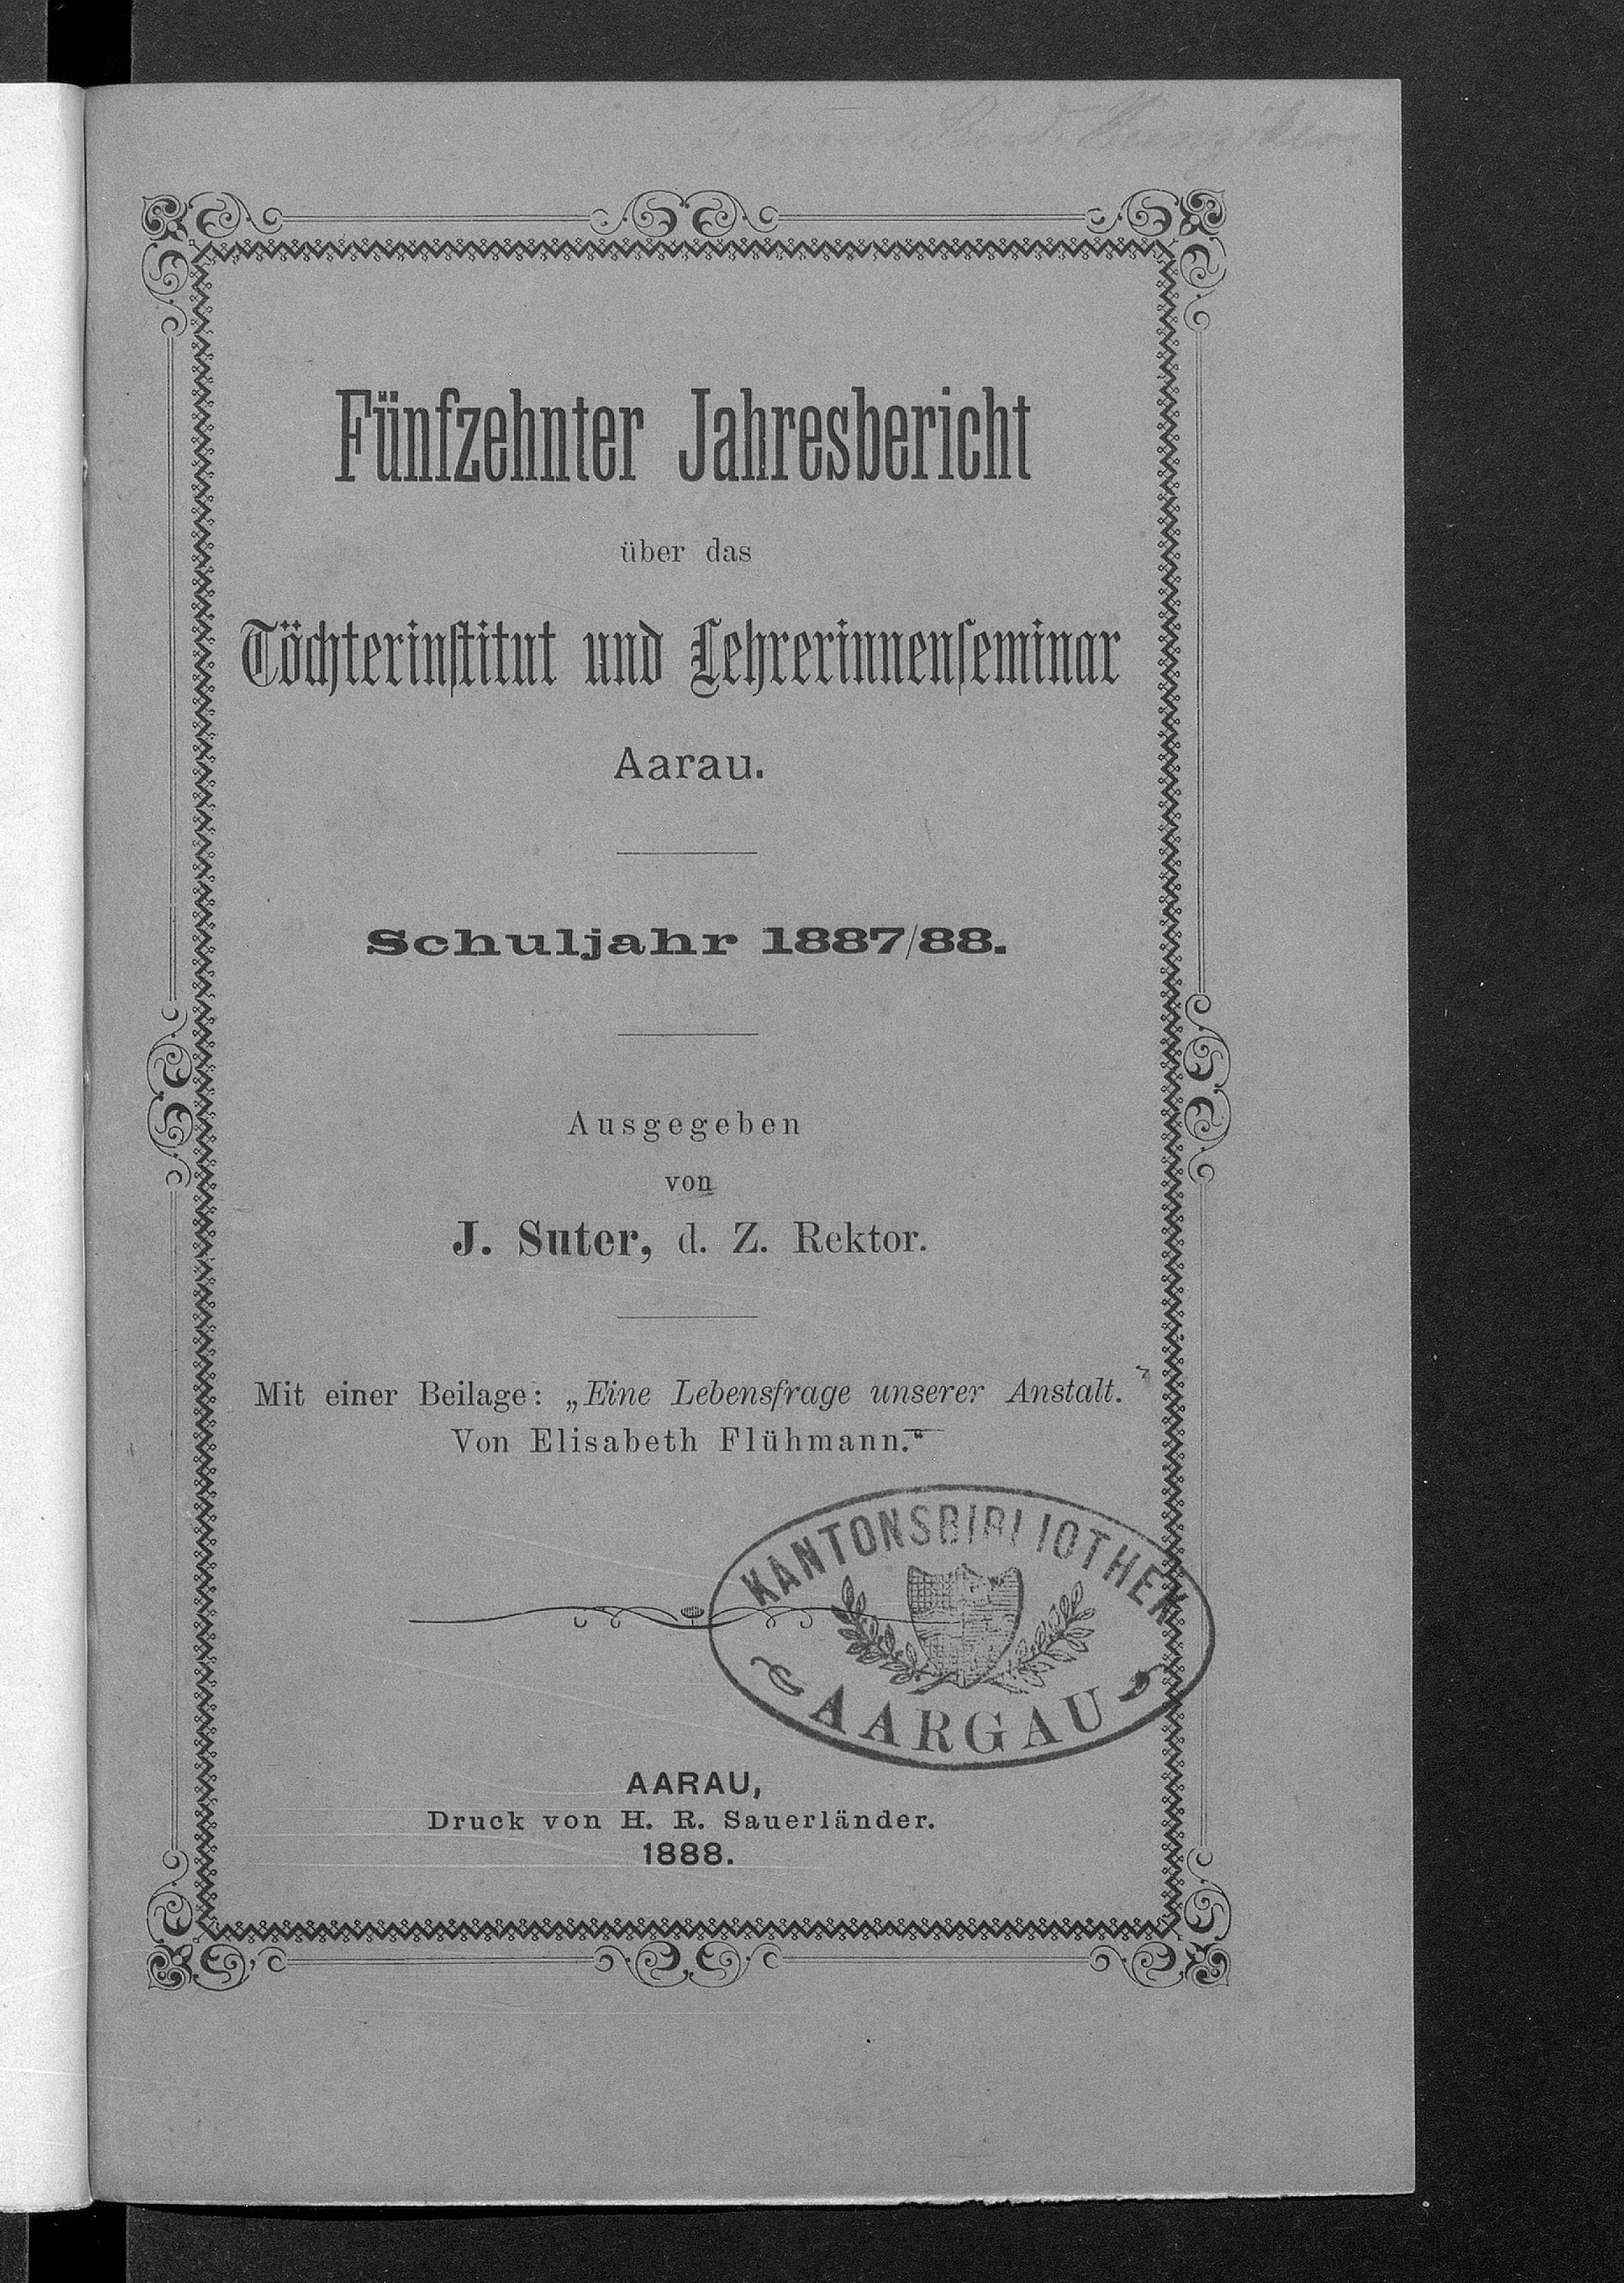 Fünfzehnter Jahresbericht
über das
Töchterinstitut und Lehrerinnenseminar
Aarau.
Schuljahr 1887/88.
Ausgegeben
von
J. Suter, d. Z. Rektor.
Mit einer Beilage: „Eine Lebensfrage unserer Anstalt.
Von Elisabeth Flühmann.“
KANTONSBIBLIOTHEK
AARGAU
AARAU,
Druck von H. R. Sauerländer.
1888.